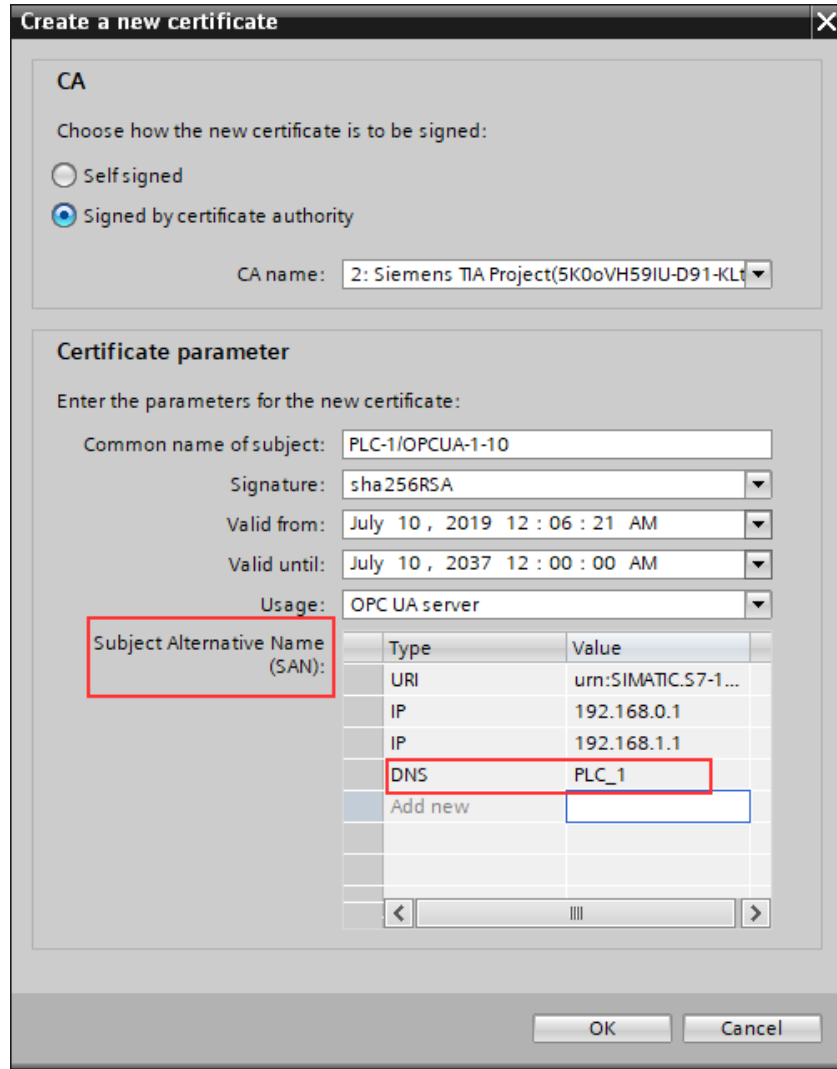 Create a new certificate
CA
Choose how the new certificate is to be signed:
Self signed
Signed by certificate authority
CA name: 2: Siemens TIA Project(5K0oVH59IU-D91-KLt
Certificate parameter
Enter the parameters for the new certificate:
Common name of subject: PLC-1/OPCUA-1-10
Signature: sha256RSA
Valid from: July 10 , 2019 12 : 06 : 21 AM
Valid until: July 10 , 2037 12 : 00 : 00 AM
Usage: OPC UA server
Subject Alternative Name
(SAN):
Type Value
URI urn:SIMATIC.S7-1...
IP 192.168.0.1
IP 192.168.1.1
DNS PLC_1
Add new
OK Cancel